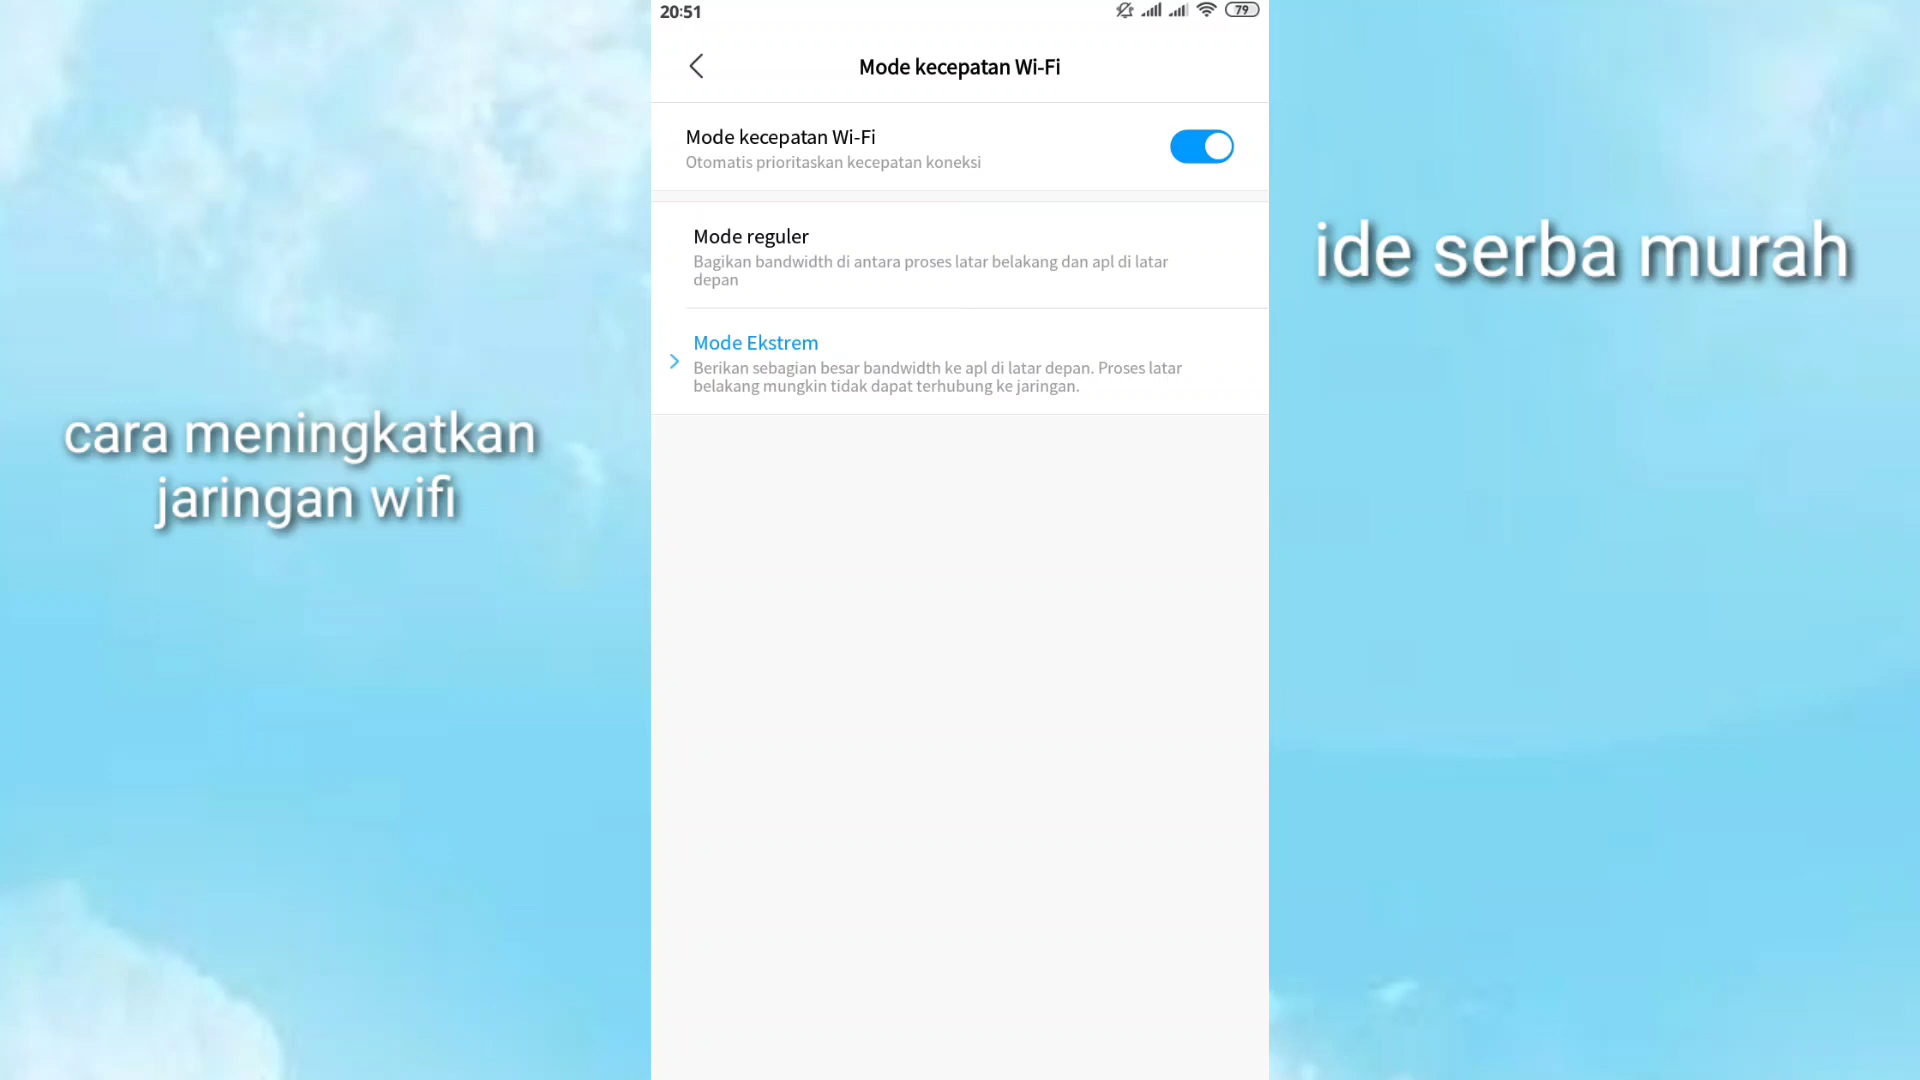 20:51
79
Mode kecepatan Wi-Fi
Mode kecepatan Wi-Fi
Otomatis prioritaskan kecepatan koneksi
Mode reguler
Bagikan bandwidth di antara proses latar belakang dan apl di latar
depan
Mode Ekstrem
Berikan sebagian besar bandwidth ke apl di latar depan. Proses latar
belakang mungkin tidak dapat terhubung ke jaringan.
cara meningkatkan
jaringan wifi
ide serba murah